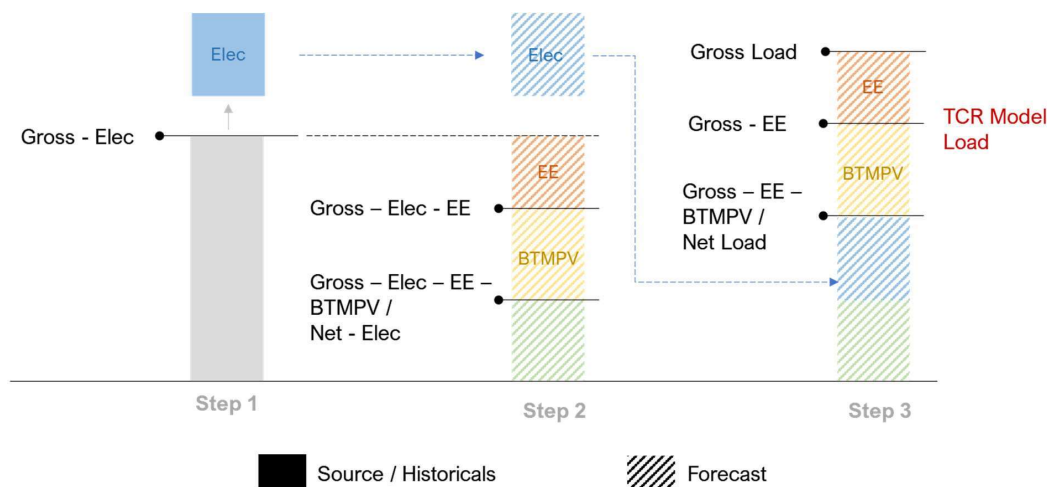 Elec
Elec
Gross Load
EE
Gross - EE
TCR Model
Load
Gross - Elec
EE
BTMPV
Gross – Elec - EE
Gross – EE –
BTMPV /
Net Load
BTMPV
Gross – Elec – EE –
BTMPV /
Net - Elec
Step 1
Step 2
Step 3
Source / Historicals
Forecast